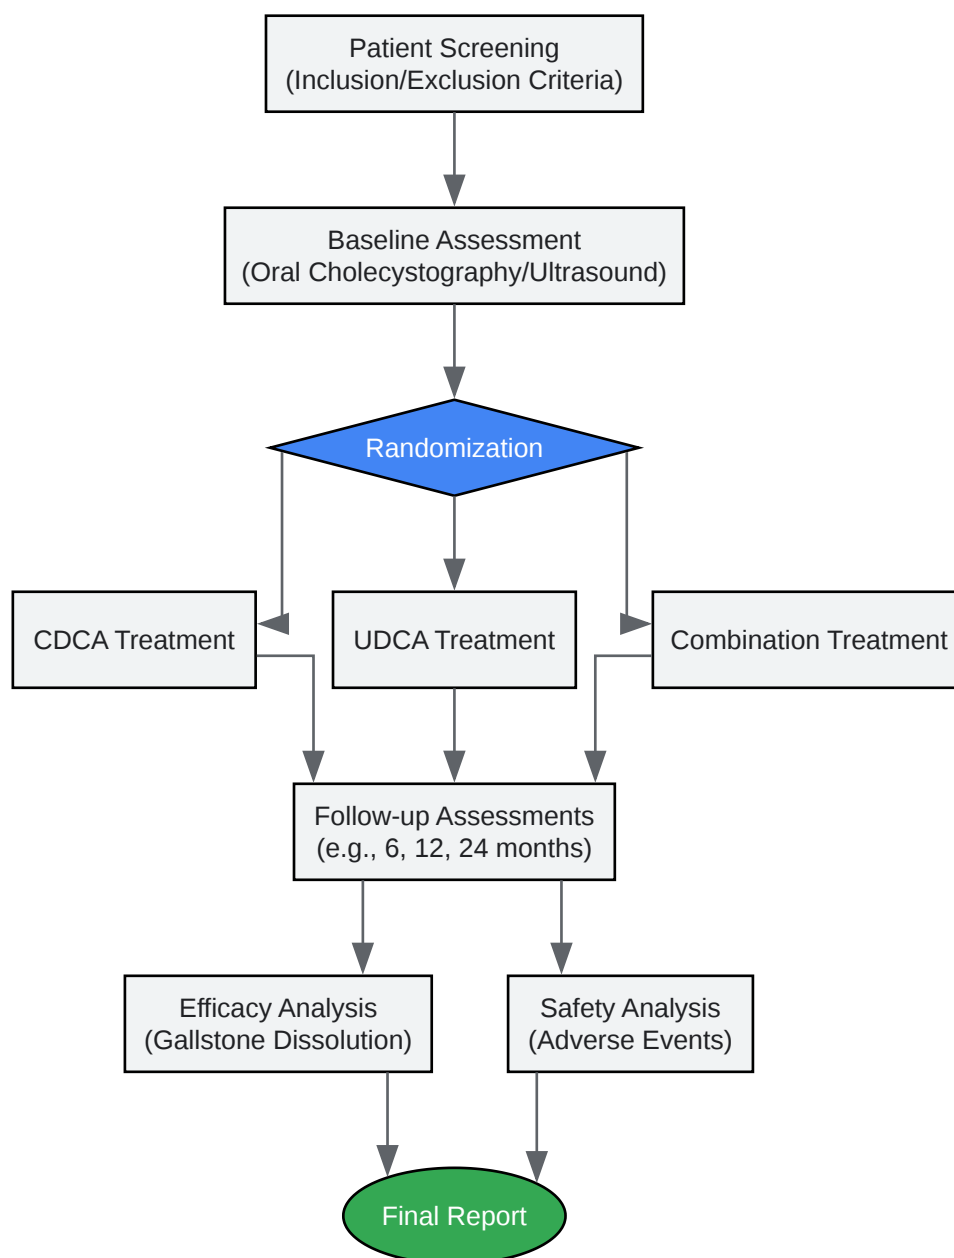 Patient Screening
(Inclusion/Exclusion Criteria)
Baseline Assessment
(Oral Cholecystography/Ultrasound)
Randomization
CDCA Treatment
UDCA Treatment
Combination Treatment
Follow-up Assessments
(e.g., 6, 12, 24 months)
Efficacy Analysis
(Gallstone Dissolution)
Safety Analysis
(Adverse Events)
Final Report